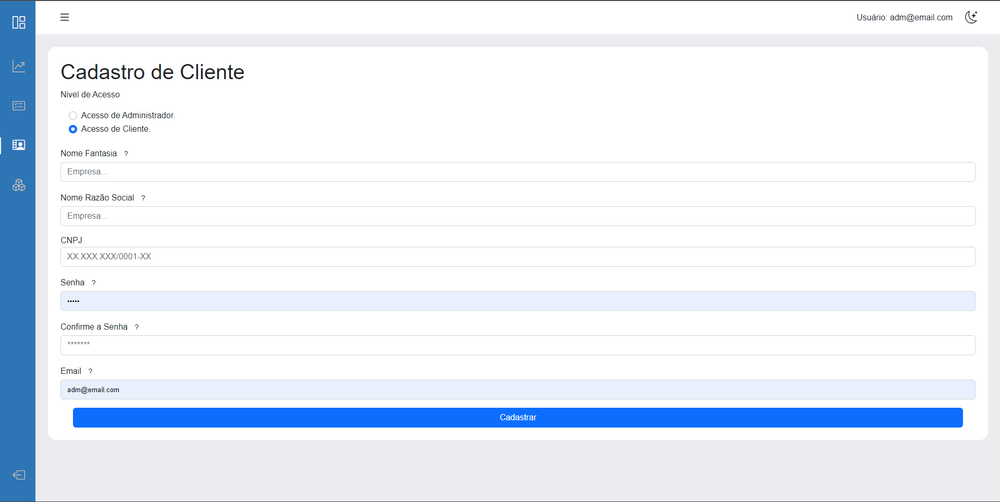 Usuário: adm@email.com
Cadastro de Cliente
Nivel de Acesso
Acesso de Administrador.
Acesso de Cliente.
Nome Fantasia ?
Empresa...
Nome Razão Social ?
Empresa...
CNPJ
XX.XXX.XXX/0001-XX
Senha ?
•••••
Confirme a Senha ?
*******
Email ?
adm@email.com
Cadastrar